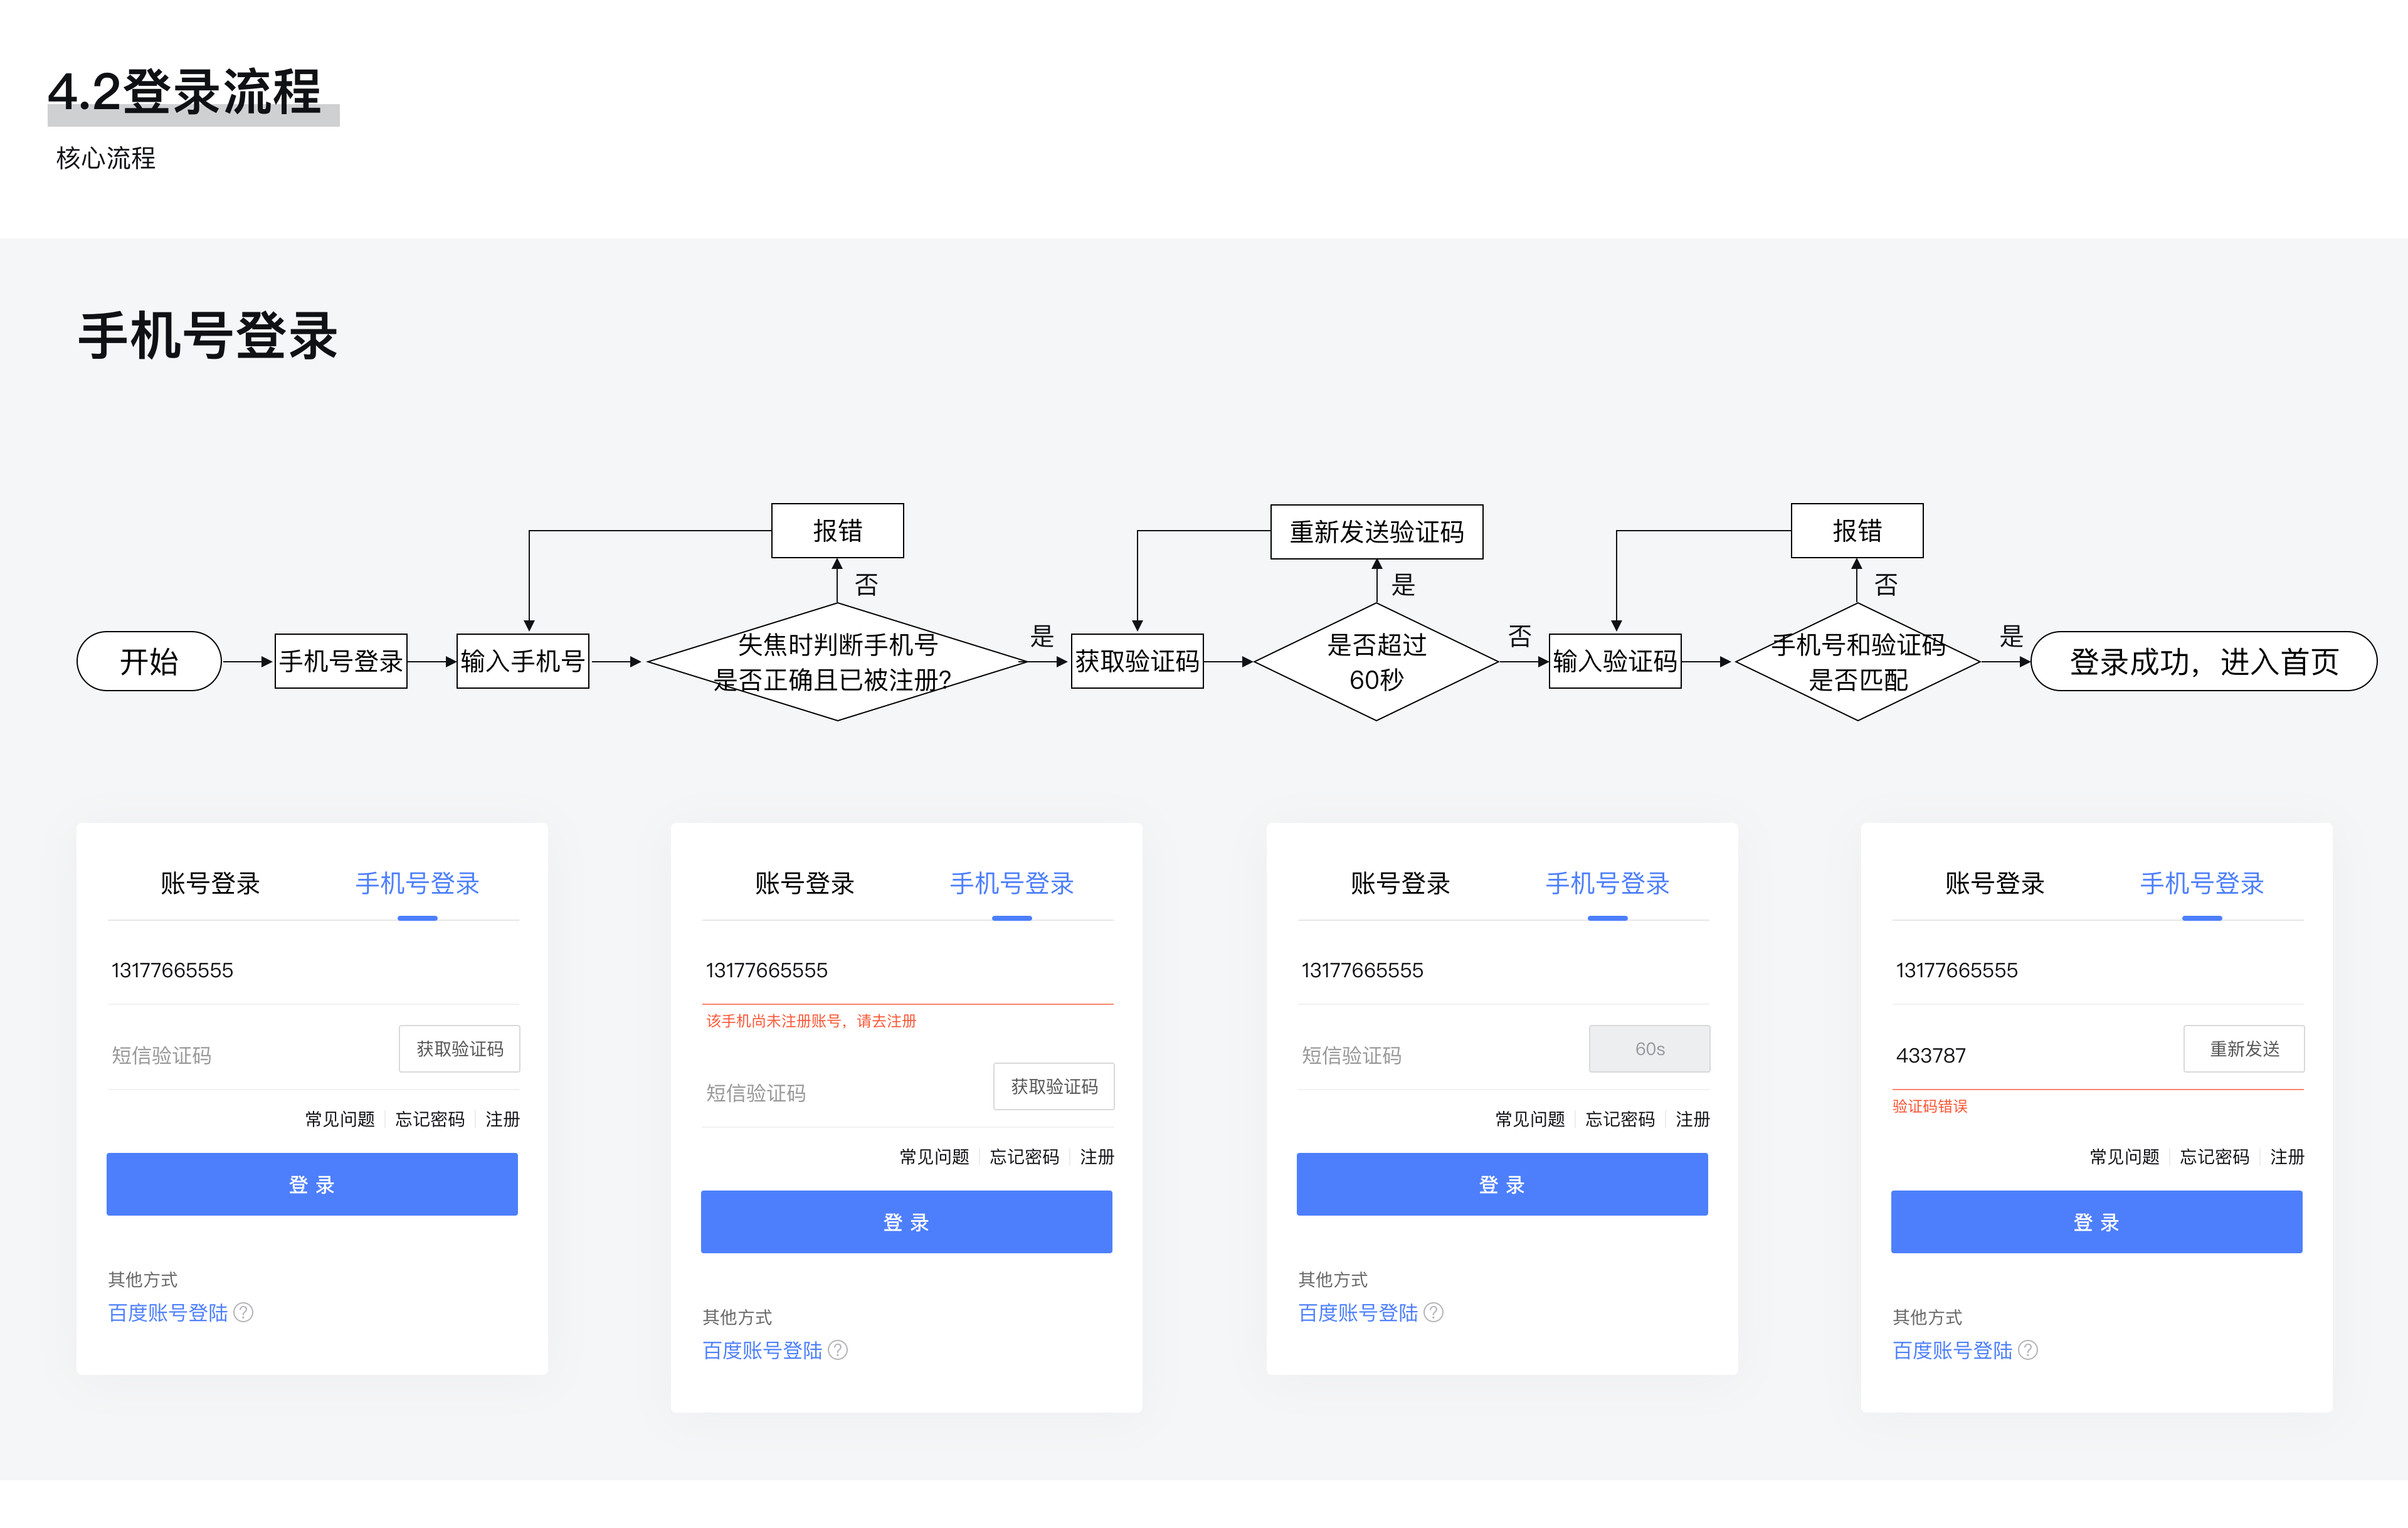 4.2登录流程
核心流程
手机号登录
报错
重新发送验证码
报错
否
是
否
开始
手机号登录
输入手机号
失焦时判断手机号
是否正确且已被注册?
是
获取验证码
是否超过
60秒
否
输入验证码
手机号和验证码
是否匹配
是
登录成功，进入首页
账号登录
手机号登录
13177665555
短信验证码
获取验证码
常见问题
忘记密码
注册
登 录
其他方式
百度账号登陆 ?
账号登录
手机号登录
13177665555
该手机尚未注册账号，请去注册
短信验证码
获取验证码
常见问题
忘记密码
注册
登 录
其他方式
百度账号登陆 ?
账号登录
手机号登录
13177665555
短信验证码
60s
常见问题
忘记密码
注册
登 录
其他方式
百度账号登陆 ?
账号登录
手机号登录
13177665555
433787
重新发送
验证码错误
常见问题
忘记密码
注册
登 录
其他方式
百度账号登陆 ?